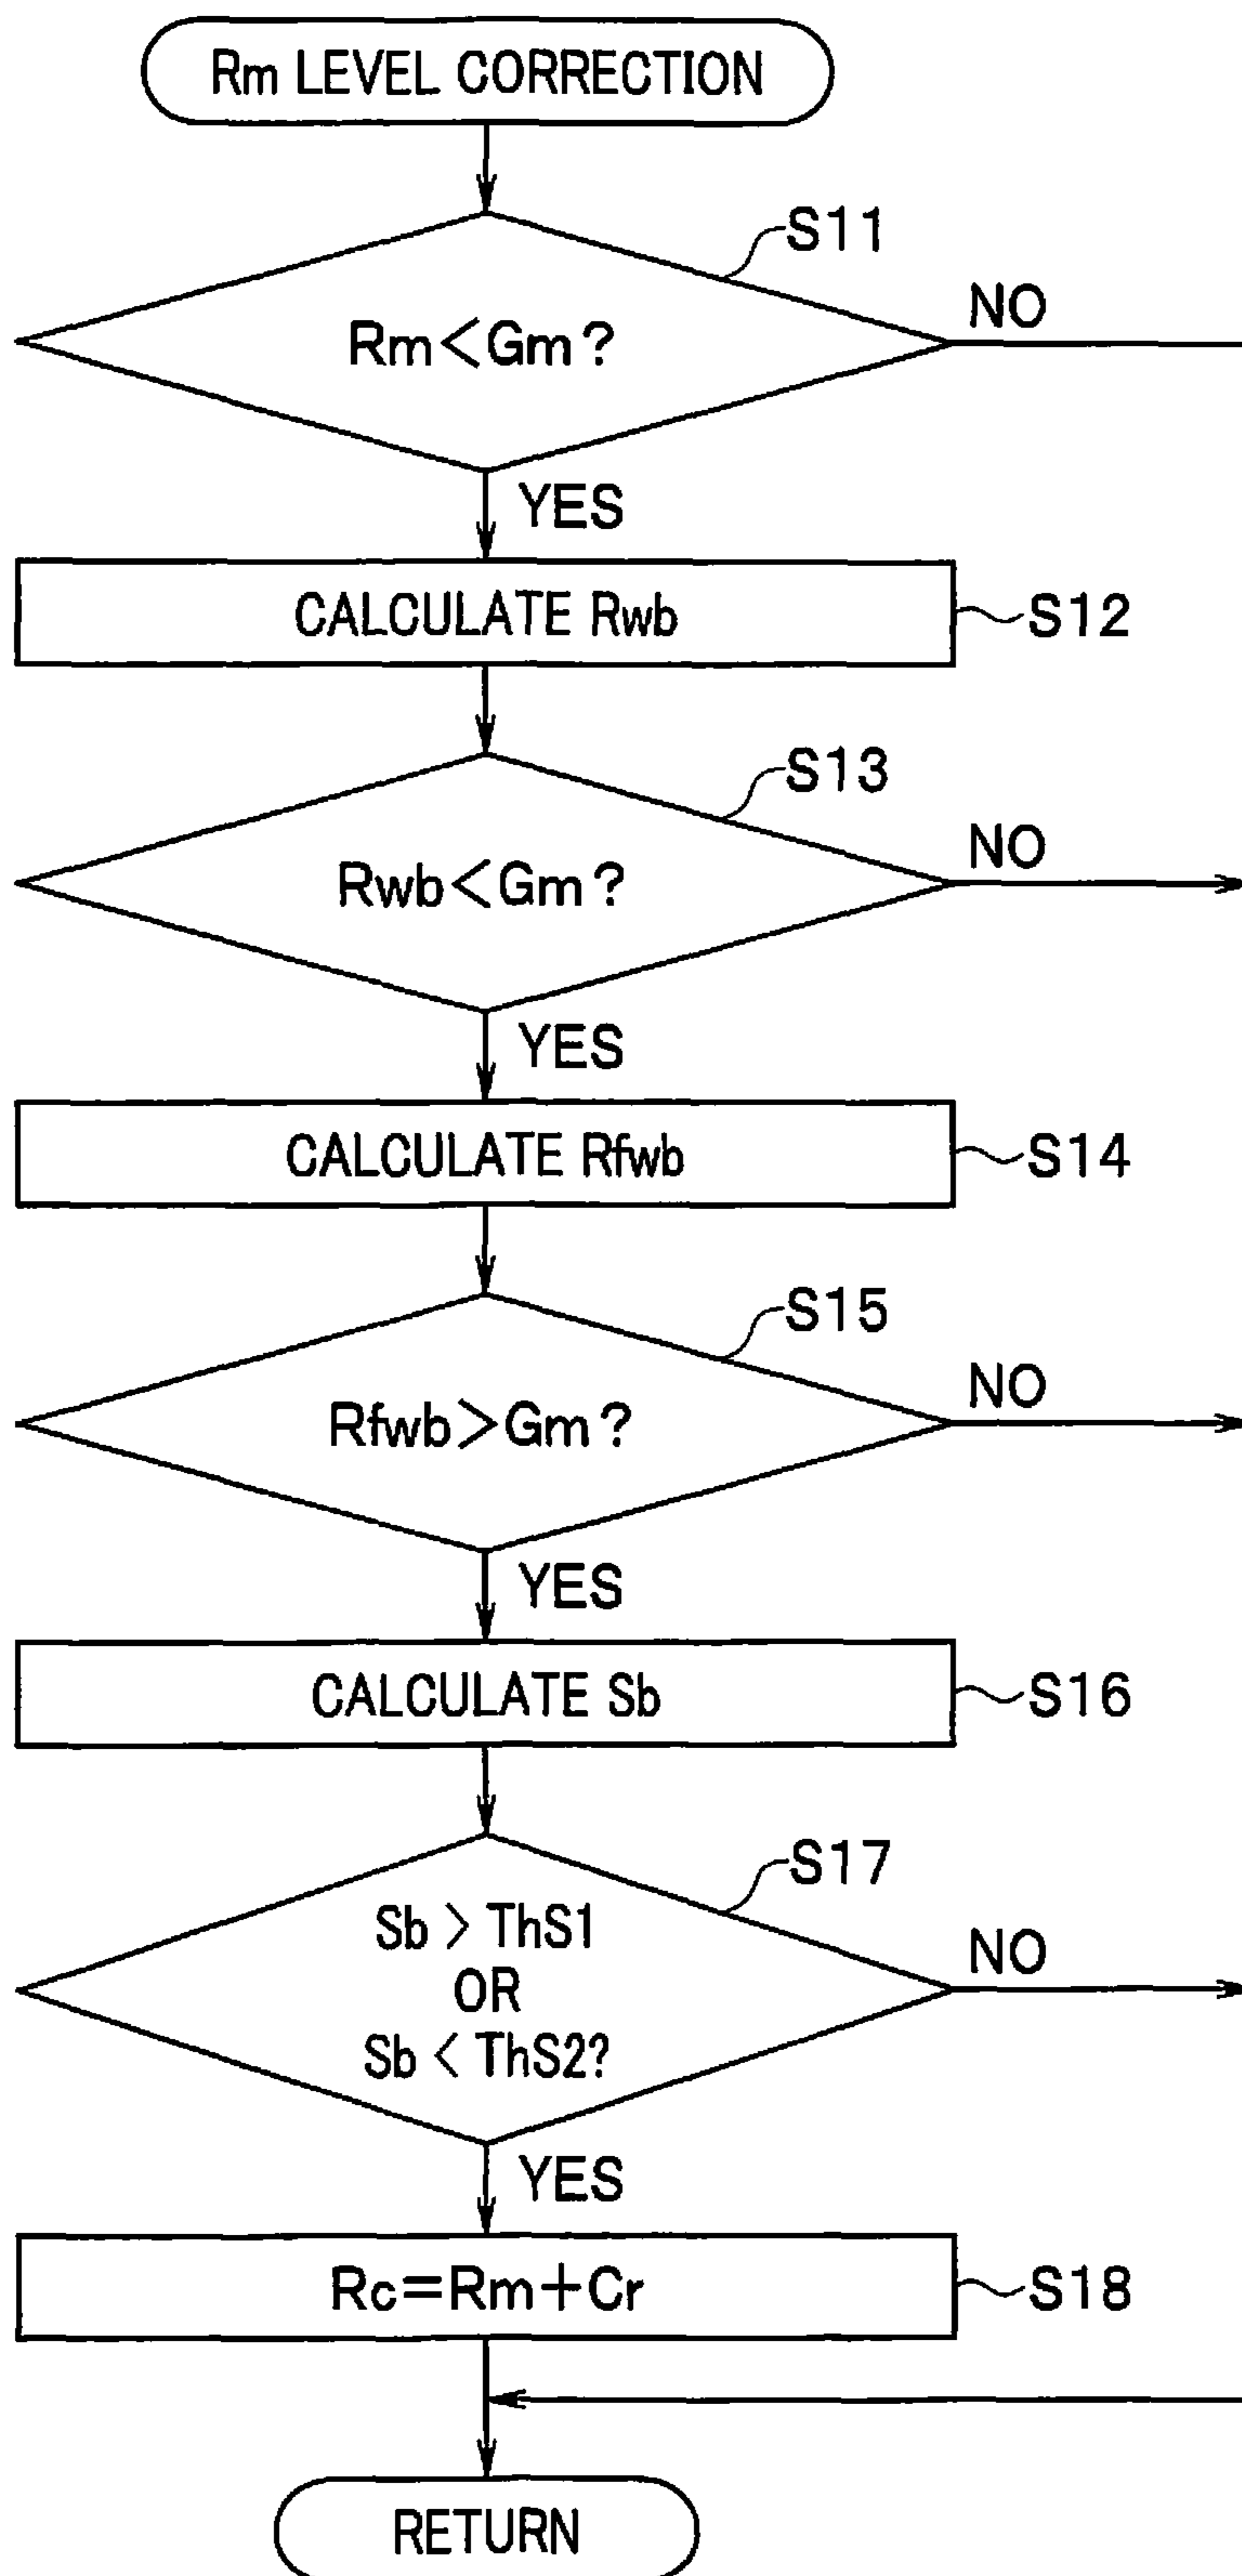 Rm LEVEL CORRECTION
S11
Rm<Gm?
NO
YES
CALCULATE Rwb
S12
S13
Rwb<Gm?
NO
YES
CALCULATE Rfwb
S14
S15
Rfwb>Gm?
NO
YES
CALCULATE Sb
S16
S17
Sb > ThS1
OR
Sb < ThS2?
NO
YES
Rc=Rm+Cr
S18
RETURN